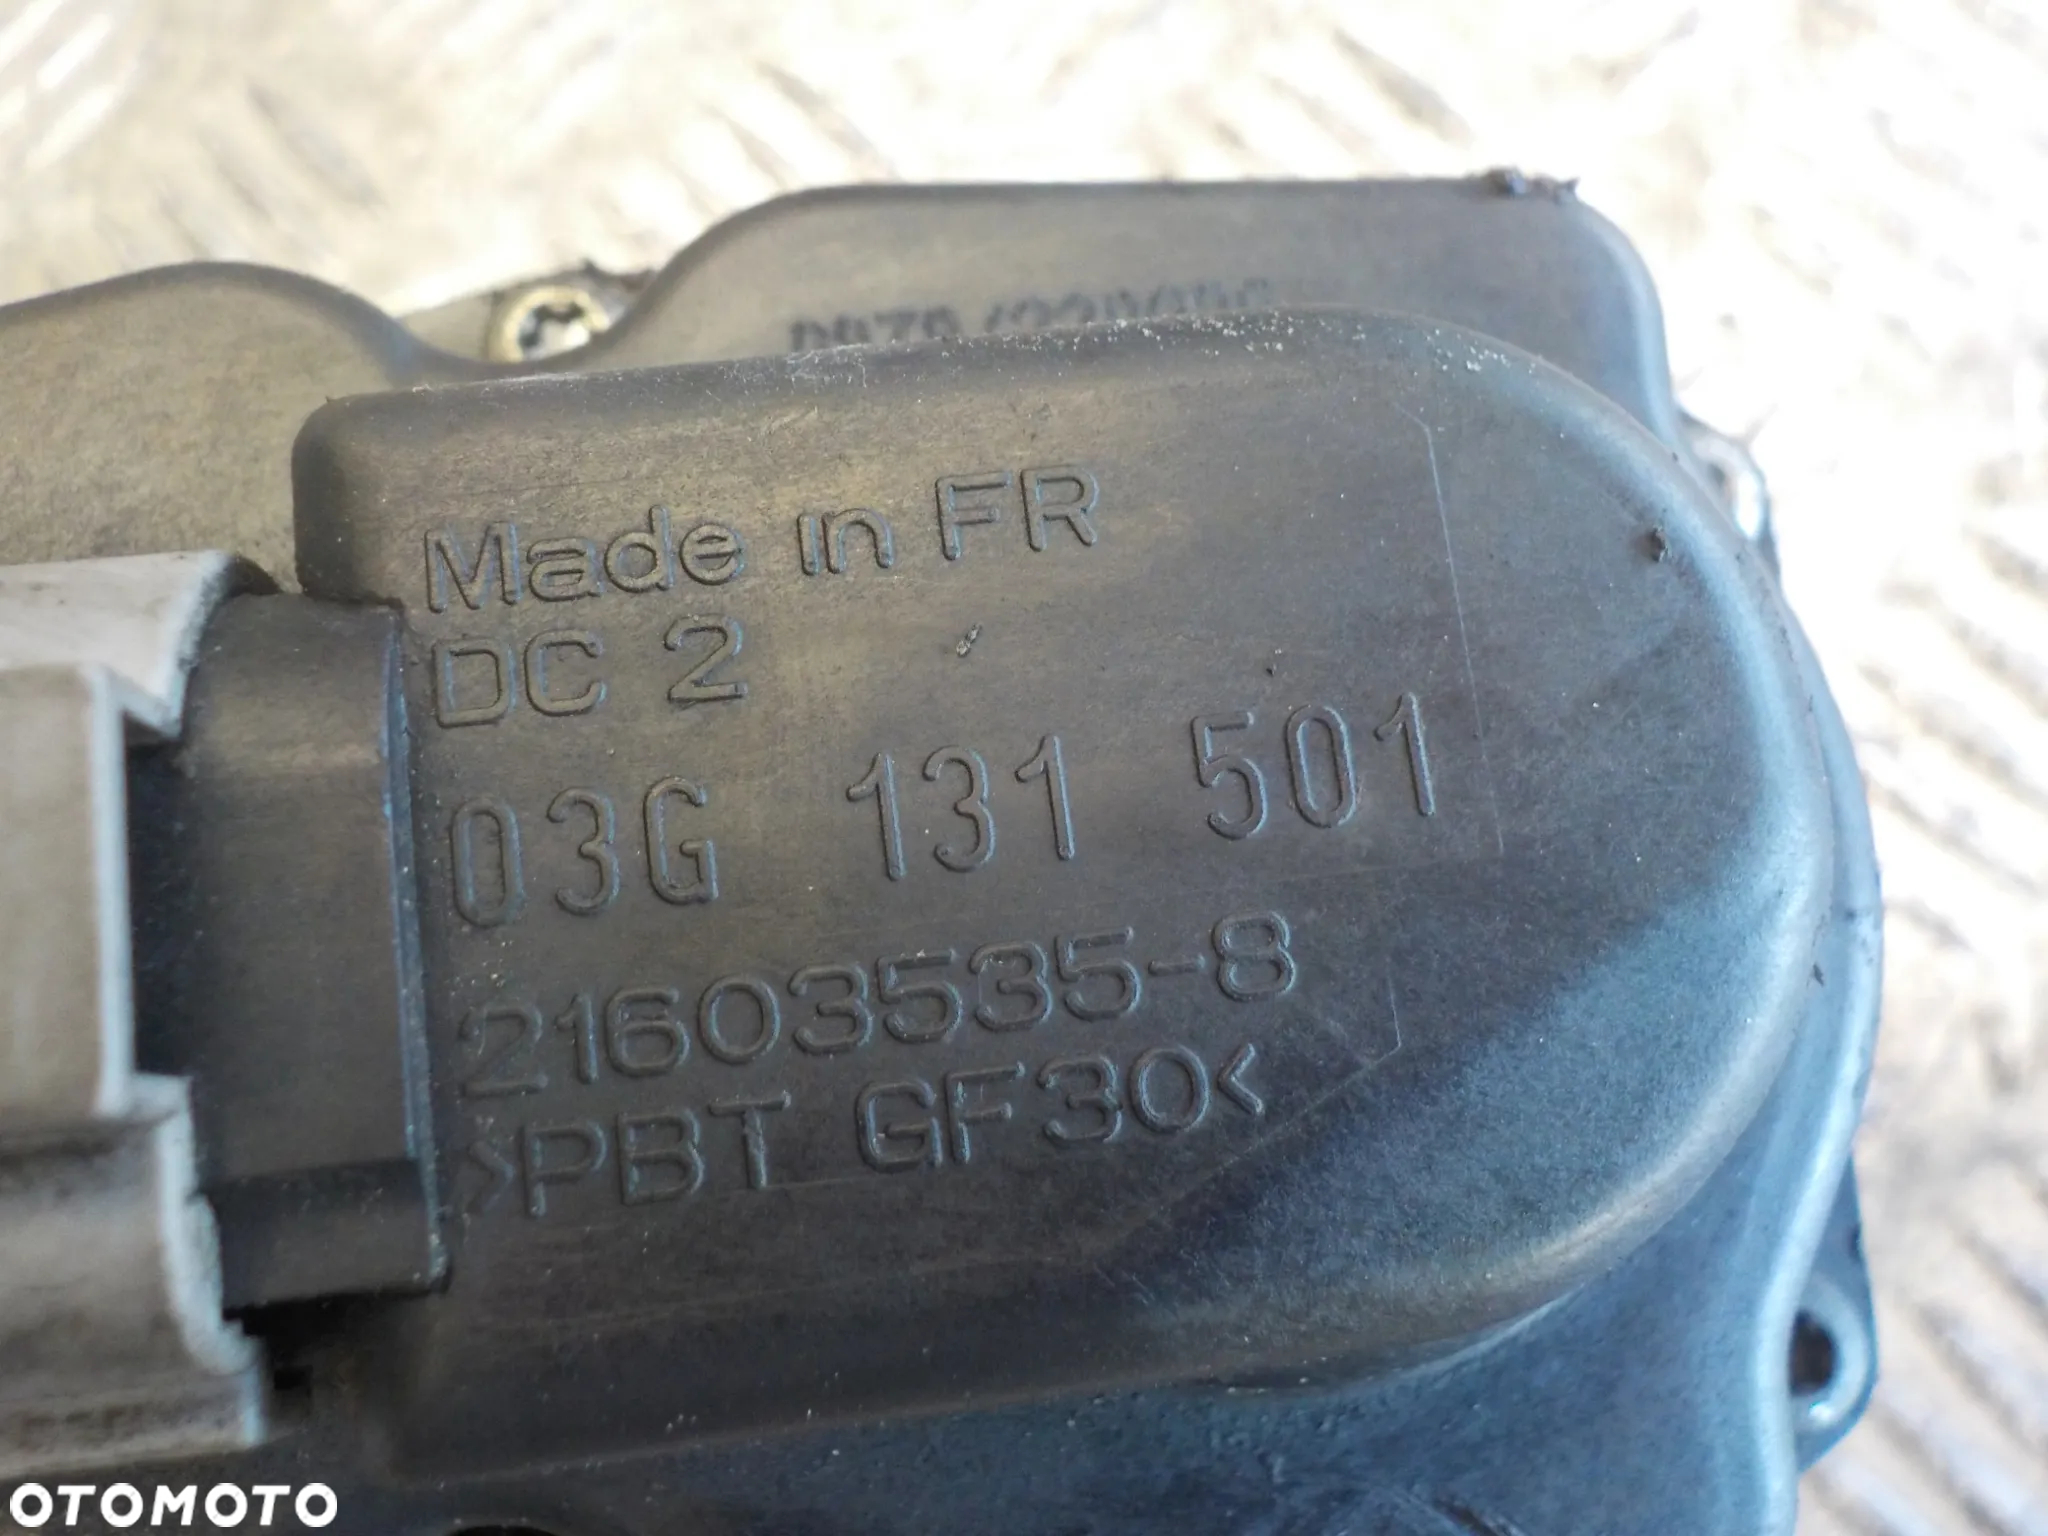 Made in FR
DC 2
03G 131 501
21603535-8
>PBT GF30<
OTOMOTO